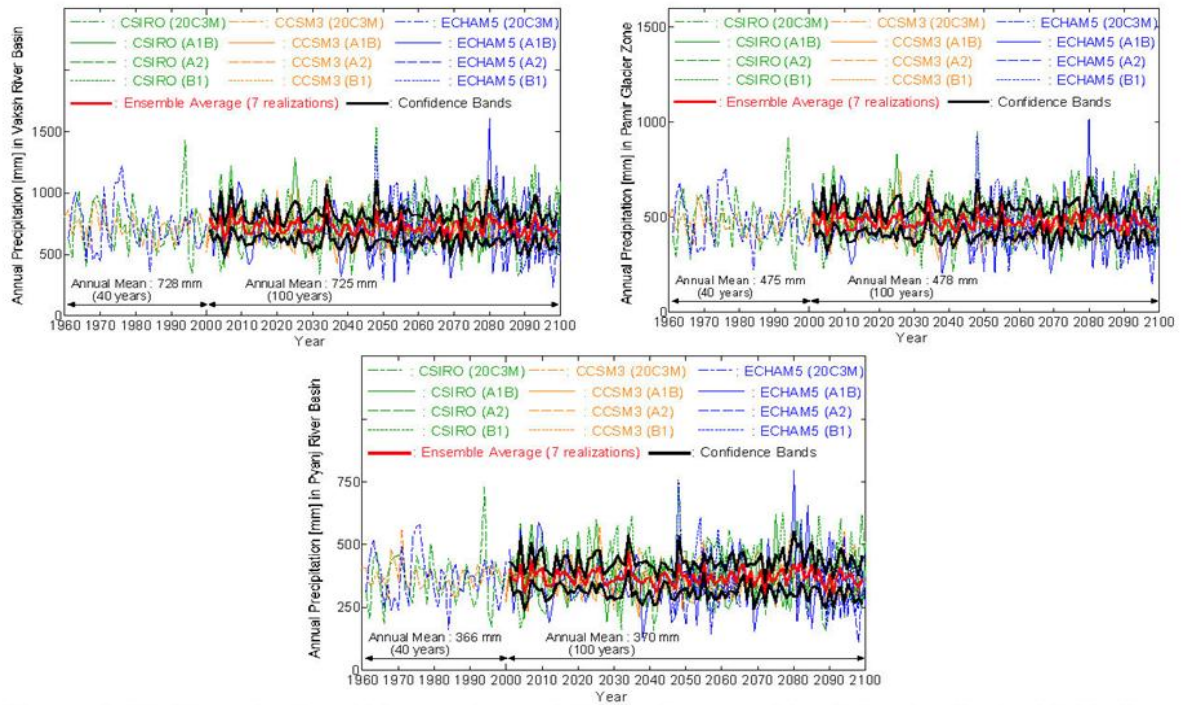 Annual Precipitation [mm] in Vaksh River Basin
: CSIRO (20C3M) : CCSM3 (20C3M) : ECHAM5 (20C3M)
: CSIRO (A1B) : CCSM3 (A1B) : ECHAM5 (A1B)
: CSIRO (A2) : CCSM3 (A2) : ECHAM5 (A2)
: CSIRO (B1) : CCSM3 (B1) : ECHAM5 (B1)
: Ensemble Average (7 realizations) : Confidence Bands
1500
1000
500
0
Annual Mean : 728 mm
(40 years)
Annual Mean : 725 mm
(100 years)
1960 1970 1980 1990 2000 2010 2020 2030 2040 2050 2060 2070 2080 2090 2100
Year
Annual Precipitation [mm] in Pamir Glacier Zone
: CSIRO (20C3M) : CCSM3 (20C3M) : ECHAM5 (20C3M)
: CSIRO (A1B) : CCSM3 (A1B) : ECHAM5 (A1B)
: CSIRO (A2) : CCSM3 (A2) : ECHAM5 (A2)
: CSIRO (B1) : CCSM3 (B1) : ECHAM5 (B1)
: Ensemble Average (7 realizations) : Confidence Bands
1500
1000
500
0
Annual Mean : 475 mm
(40 years)
Annual Mean : 478 mm
(100 years)
1960 1970 1980 1990 2000 2010 2020 2030 2040 2050 2060 2070 2080 2090 2100
Year
Annual Precipitation [mm] in Pyanj River Basin
: CSIRO (20C3M) : CCSM3 (20C3M) : ECHAM5 (20C3M)
: CSIRO (A1B) : CCSM3 (A1B) : ECHAM5 (A1B)
: CSIRO (A2) : CCSM3 (A2) : ECHAM5 (A2)
: CSIRO (B1) : CCSM3 (B1) : ECHAM5 (B1)
: Ensemble Average (7 realizations) : Confidence Bands
750
500
250
0
Annual Mean : 366 mm
(40 years)
Annual Mean : 370 mm
(100 years)
1960 1970 1980 1990 2000 2010 2020 2030 2040 2050 2060 2070 2080 2090 2100
Year